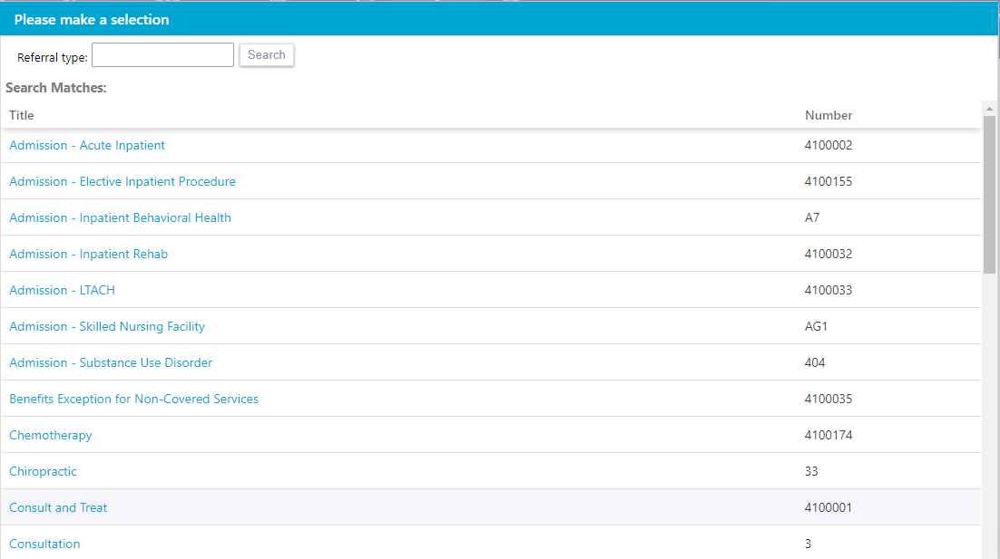 Please make a selection
Referral type: Search
Search Matches:
Title Number
Admission - Acute Inpatient 4100002
Admission - Elective Inpatient Procedure 4100155
Admission - Inpatient Behavioral Health A7
Admission - Inpatient Rehab 4100032
Admission - LTACH 4100033
Admission - Skilled Nursing Facility AG1
Admission - Substance Use Disorder 404
Benefits Exception for Non-Covered Services 4100035
Chemotherapy 4100174
Chiropractic 33
Consult and Treat 4100001
Consultation 3